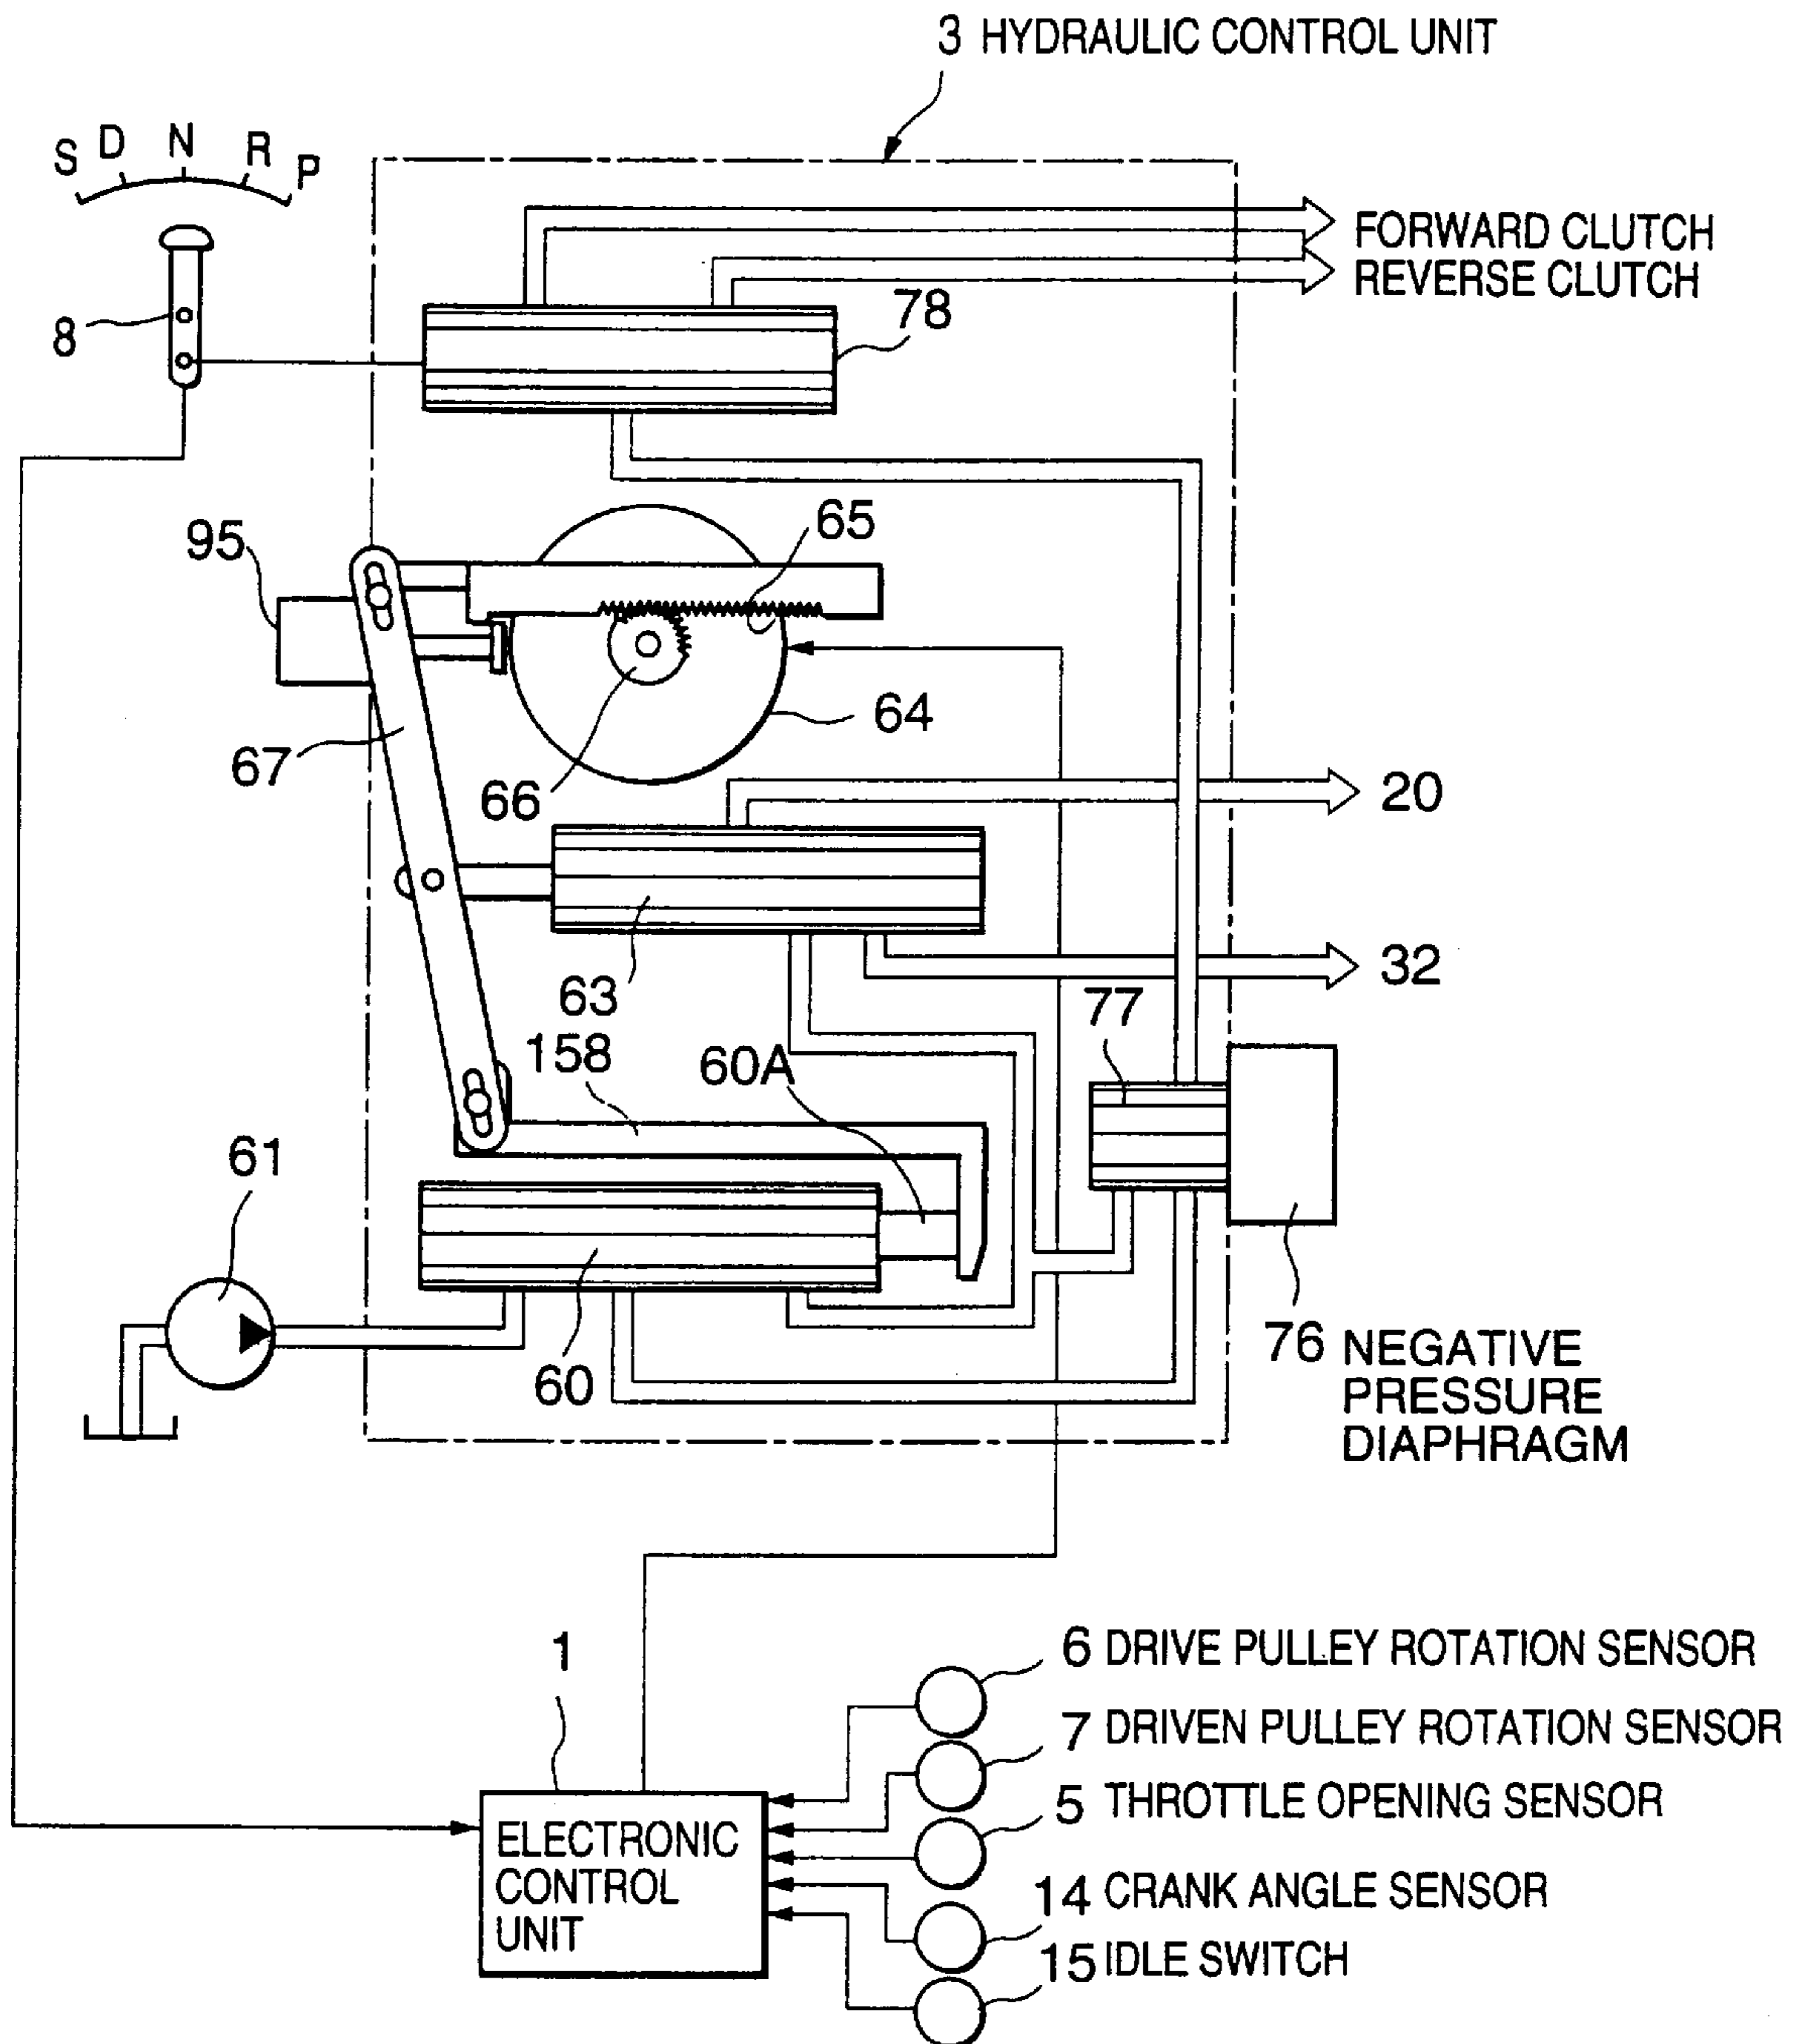 3 HYDRAULIC CONTROL UNIT
S D N R P
FORWARD CLUTCH
REVERSE CLUTCH
78
8
65
95
64
67
66
20
63
32
77
158
60A
61
60
76 NEGATIVE
PRESSURE
DIAPHRAGM
1
6 DRIVE PULLEY ROTATION SENSOR
7 DRIVEN PULLEY ROTATION SENSOR
5 THROTTLE OPENING SENSOR
ELECTRONIC
CONTROL
UNIT
14 CRANK ANGLE SENSOR
15 IDLE SWITCH